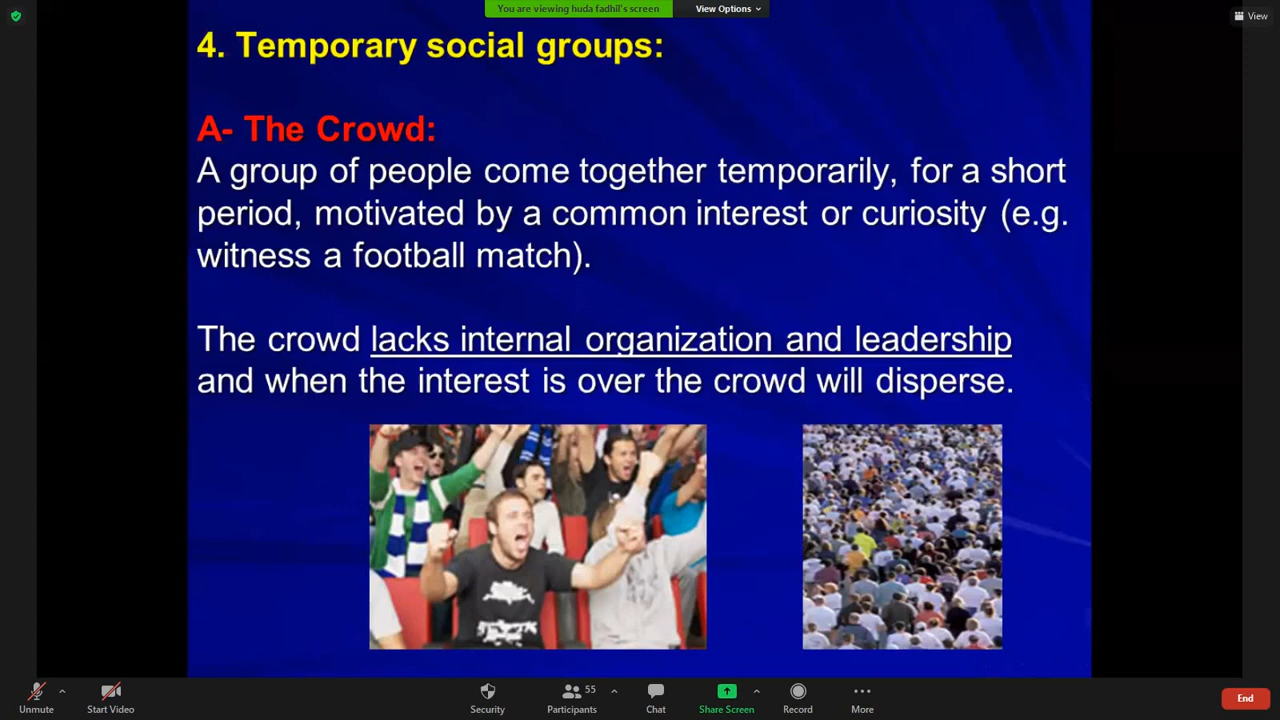 You are viewing huda fadhil's screen
View Options
View
4. Temporary social groups:
A- The Crowd:
A group of people come together temporarily, for a short
period, motivated by a common interest or curiosity (e.g.
witness a football match).
The crowd lacks internal organization and leadership
and when the interest is over the crowd will disperse.
Unmute
Start Video
Security
55
Participants
Chat
Share Screen
Record
More
End